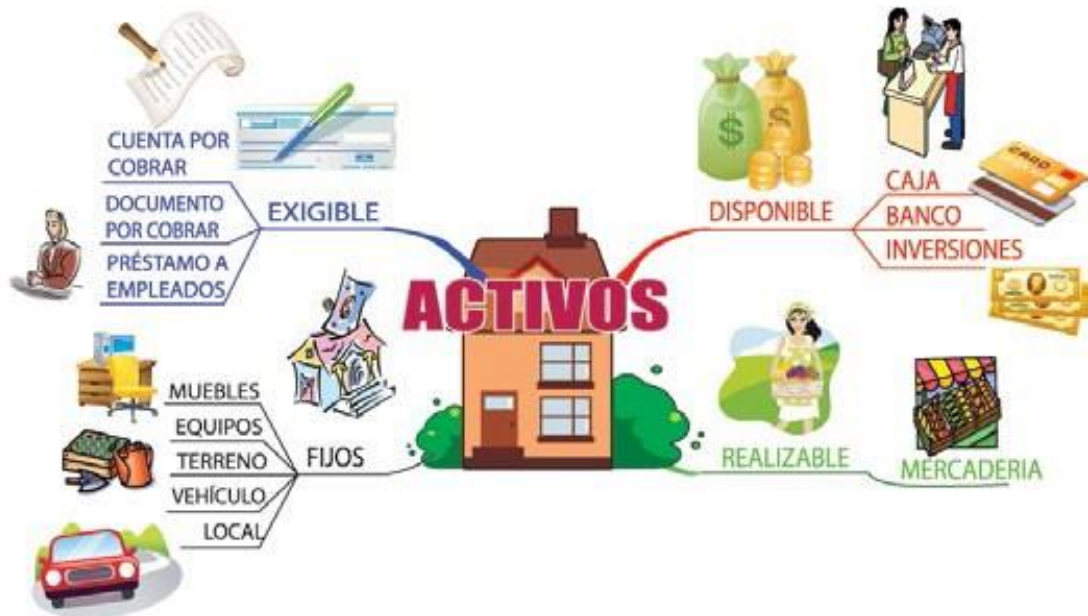 ACTIVOS
EXIGIBLE
CUENTA POR
COBRAR
DOCUMENTO
POR COBRAR
PRÉSTAMO A
EMPLEADOS
DISPONIBLE
CAJA
BANCO
INVERSIONES
FIJOS
MUEBLES
EQUIPOS
TERRENO
VEHÍCULO
LOCAL
REALIZABLE
MERCADERIA
$
$